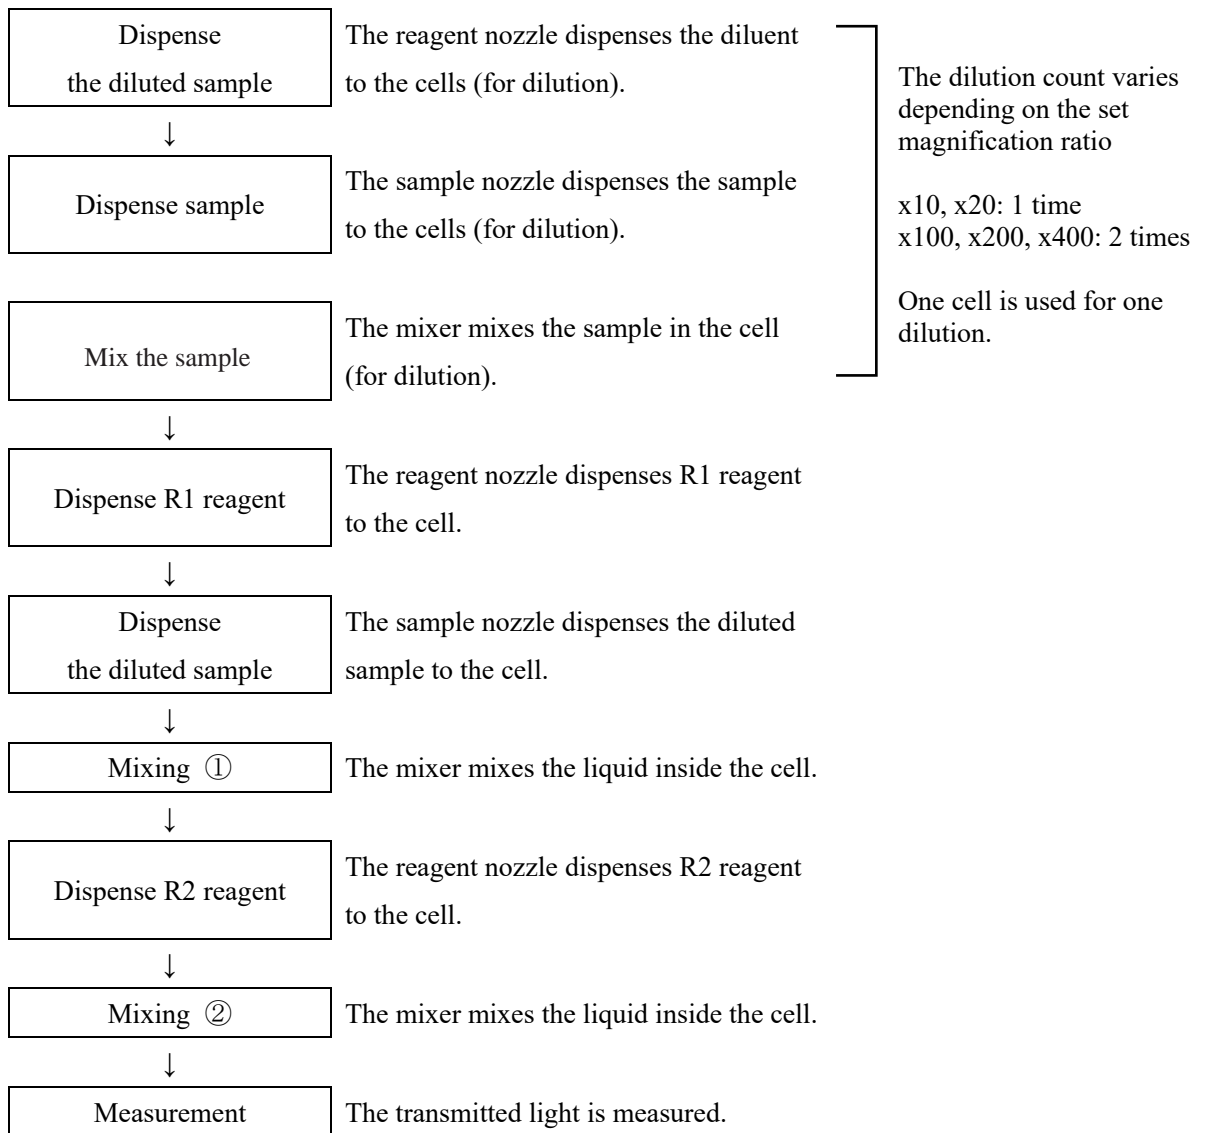 Dispense
the diluted sample
The reagent nozzle dispenses the diluent
to the cells (for dilution).
↓
Dispense sample
The sample nozzle dispenses the sample
to the cells (for dilution).
Mix the sample
The mixer mixes the sample in the cell
(for dilution).
The dilution count varies
depending on the set
magnification ratio
x10, x20: 1 time
x100, x200, x400: 2 times
One cell is used for one
dilution.
↓
Dispense R1 reagent
The reagent nozzle dispenses R1 reagent
to the cell.
↓
Dispense
the diluted sample
The sample nozzle dispenses the diluted
sample to the cell.
↓
Mixing ①
The mixer mixes the liquid inside the cell.
↓
Dispense R2 reagent
The reagent nozzle dispenses R2 reagent
to the cell.
↓
Mixing ②
The mixer mixes the liquid inside the cell.
↓
Measurement
The transmitted light is measured.